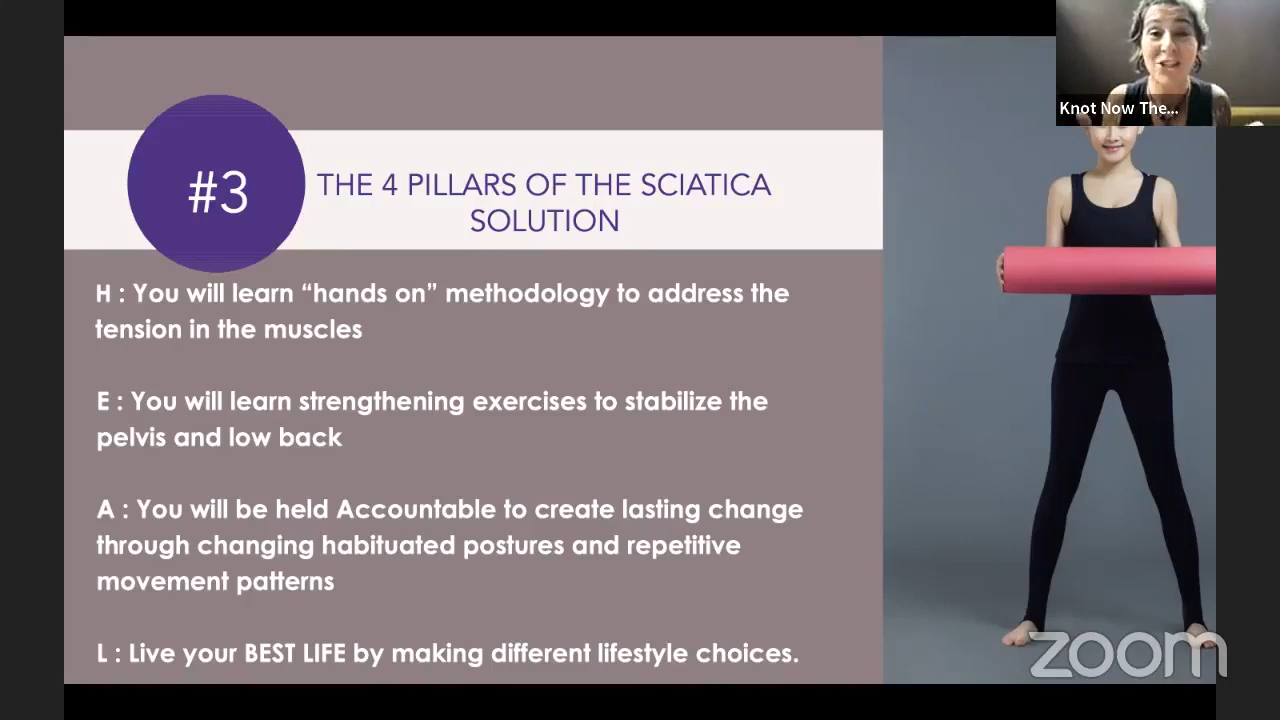 Knot Now The...
#3
THE 4 PILLARS OF THE SCIATICA
SOLUTION
H : You will learn “hands on” methodology to address the
tension in the muscles
E : You will learn strengthening exercises to stabilize the
pelvis and low back
A : You will be held Accountable to create lasting change
through changing habituated postures and repetitive
movement patterns
L : Live your BEST LIFE by making different lifestyle choices.
zoom